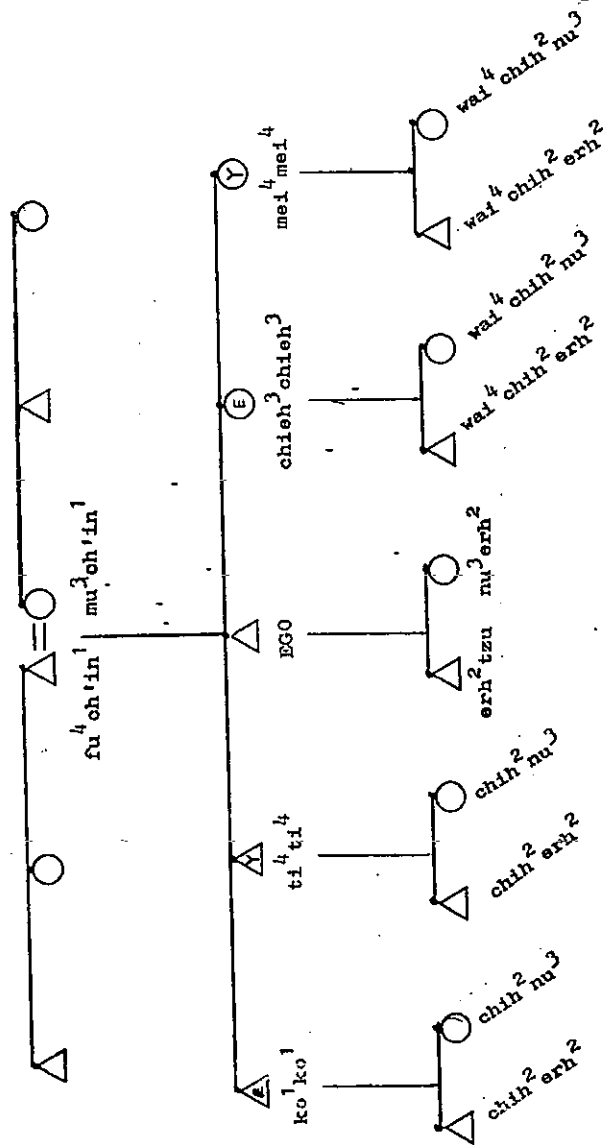 fu⁴ch'in¹ mu³ch'in¹
E Y E Y
ko¹ko¹ ti⁴ti⁴ EGO chieh³chieh³ mei⁴mei⁴
chih²erh² chih²nu³ chih²erh² chih²nu³ erh²tzu nu³erh² wai⁴chih²erh² wai⁴chih²nu³ wai⁴chih²erh² wai⁴chih²nu³